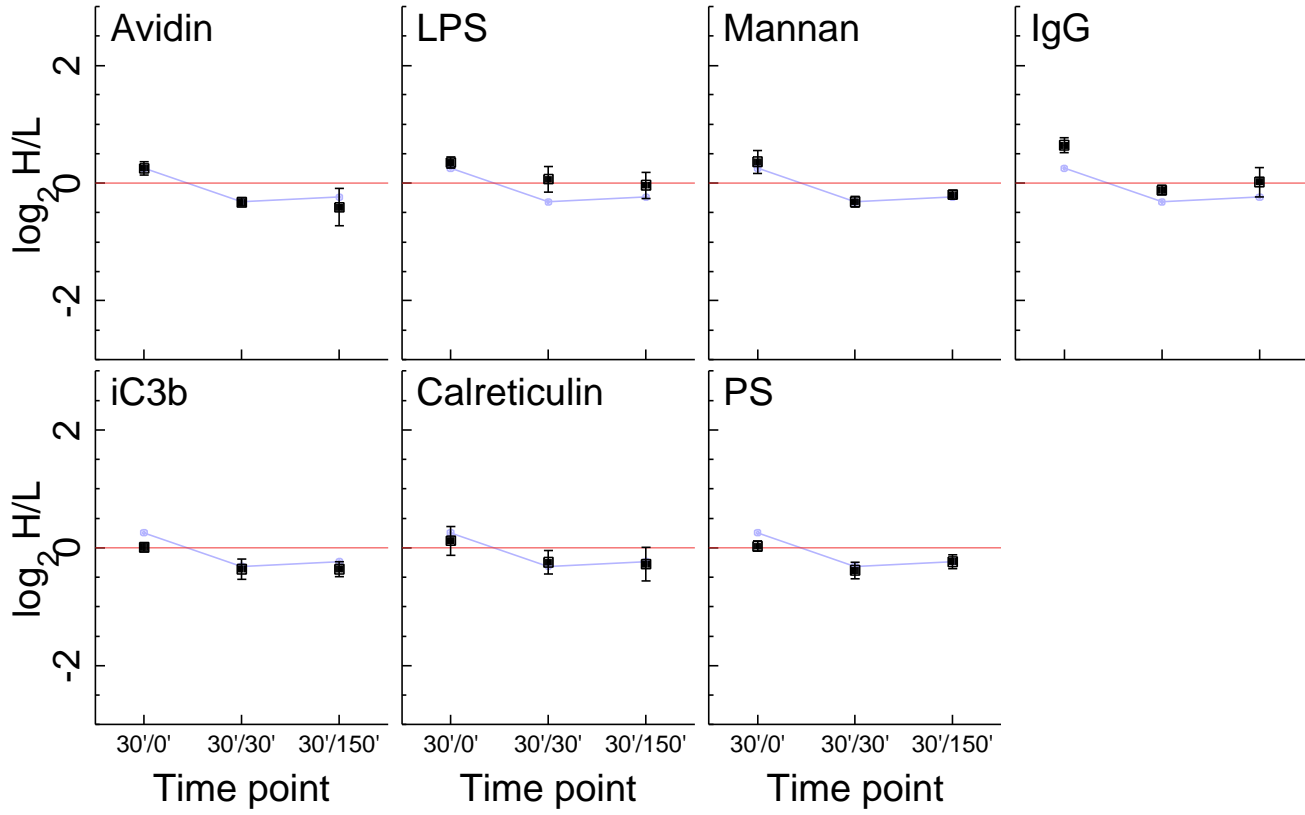 Avidin
LPS
Mannan
IgG
2
0
-2
log2 H/L
iC3b
Calreticulin
PS
2
0
-2
log2 H/L
30'/0' 30'/30' 30'/150'
30'/0' 30'/30' 30'/150'
30'/0' 30'/30' 30'/150'
Time point
Time point
Time point